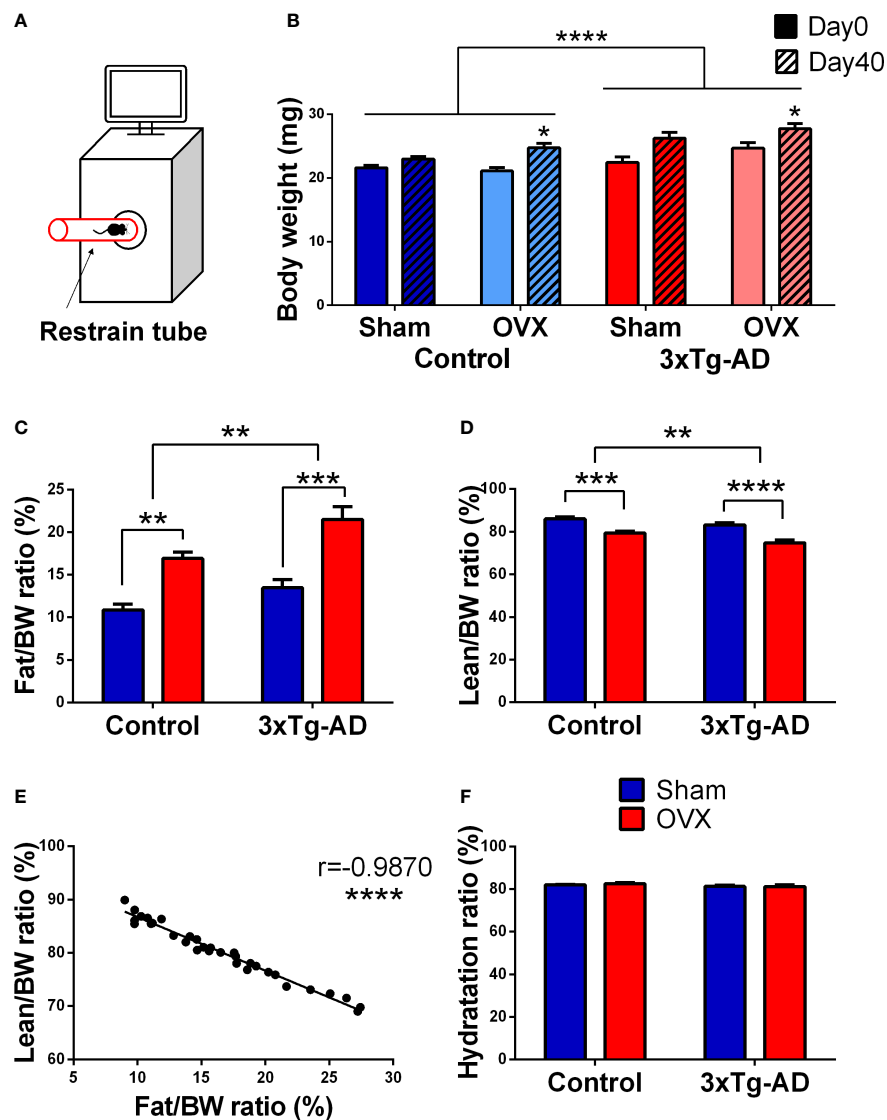 A
Restrain tube
B
Day0
Day40
****
*
*
Body weight (mg)
30
20
10
0
Sham OVX Sham OVX
Control 3xTg-AD
C
**
**
***
Fat/BW ratio (%)
25
20
15
10
5
0
Control 3xTg-AD
D
**
***
****
Lean/BW ratio (%)
100
80
60
40
20
0
Control 3xTg-AD
E
r=-0.9870
****
Lean/BW ratio (%)
100
90
80
70
60
5 10 15 20 25 30
Fat/BW ratio (%)
F
Sham
OVX
Hydratation ratio (%)
100
80
60
40
20
0
Control 3xTg-AD